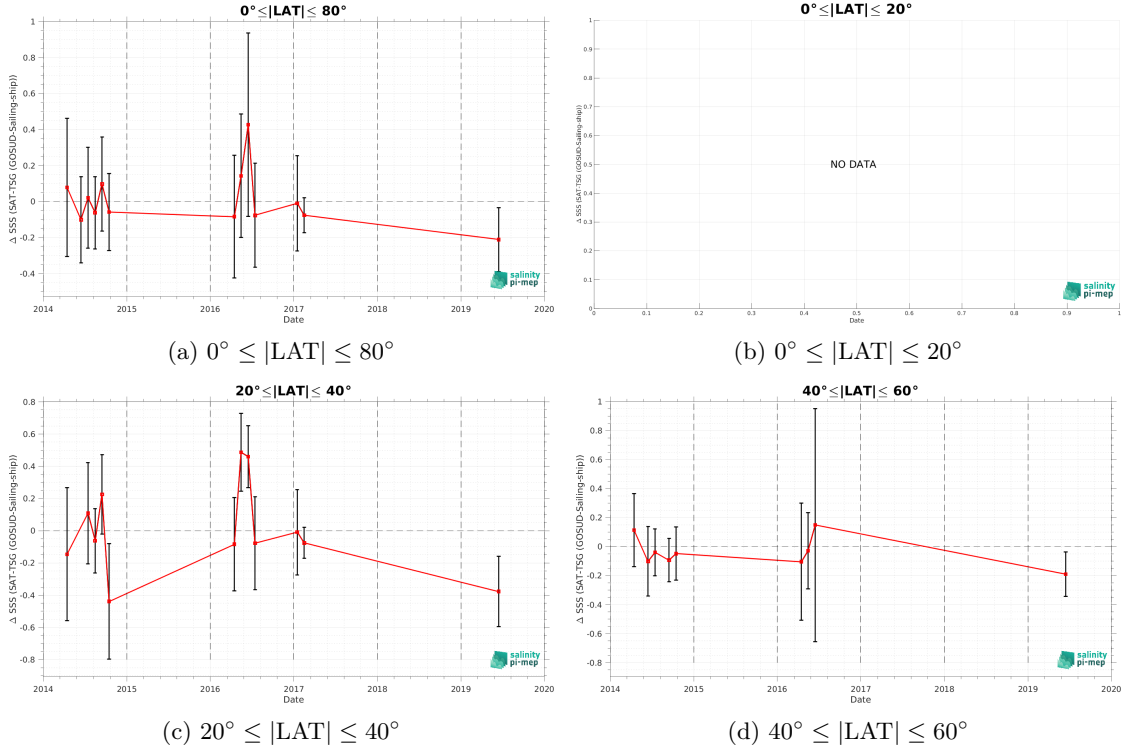 0°≤|LAT|≤ 80°
1
0.8
0.6
0.4
0.2
0
-0.2
-0.4
Δ SSS (SAT-TSG (GOSUD-Sailing-ship))
2014 2015 2016 2017 2018 2019 2020
Date
salinity
pi-mep
(a) 0° ≤ |LAT| ≤ 80°
0°≤|LAT|≤ 20°
1
0.9
0.8
0.7
0.6
0.5
0.4
0.3
0.2
0.1
0
Δ SSS (SAT-TSG (GOSUD-Sailing-ship))
NO DATA
0 0.1 0.2 0.3 0.4 0.5 0.6 0.7 0.8 0.9 1
Date
salinity
pi-mep
(b) 0° ≤ |LAT| ≤ 20°
20°≤|LAT|≤ 40°
0.8
0.6
0.4
0.2
0
-0.2
-0.4
-0.6
-0.8
Δ SSS (SAT-TSG (GOSUD-Sailing-ship))
2014 2015 2016 2017 2018 2019 2020
Date
salinity
pi-mep
(c) 20° ≤ |LAT| ≤ 40°
40°≤|LAT|≤ 60°
1
0.8
0.6
0.4
0.2
0
-0.2
-0.4
-0.6
-0.8
Δ SSS (SAT-TSG (GOSUD-Sailing-ship))
2014 2015 2016 2017 2018 2019 2020
Date
salinity
pi-mep
(d) 40° ≤ |LAT| ≤ 60°